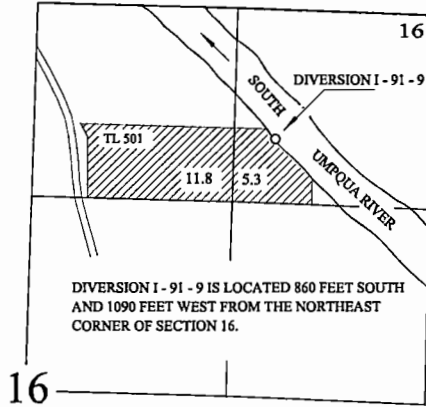 16
DIVERSION I - 91 - 9
SOUTH
UMPQUA RIVER
TL 501
11.8 5.3
DIVERSION I - 91 - 9 IS LOCATED 860 FEET SOUTH
AND 1090 FEET WEST FROM THE NORTHEAST
CORNER OF SECTION 16.
16